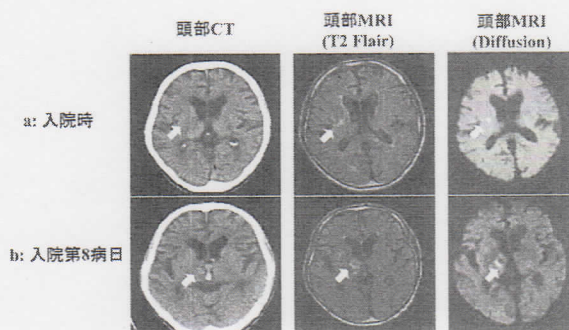 頭部CT
頭部MRI
(T2 Flair)
頭部MRI
(Diffusion)
a: 入院時
b: 入院第8病日